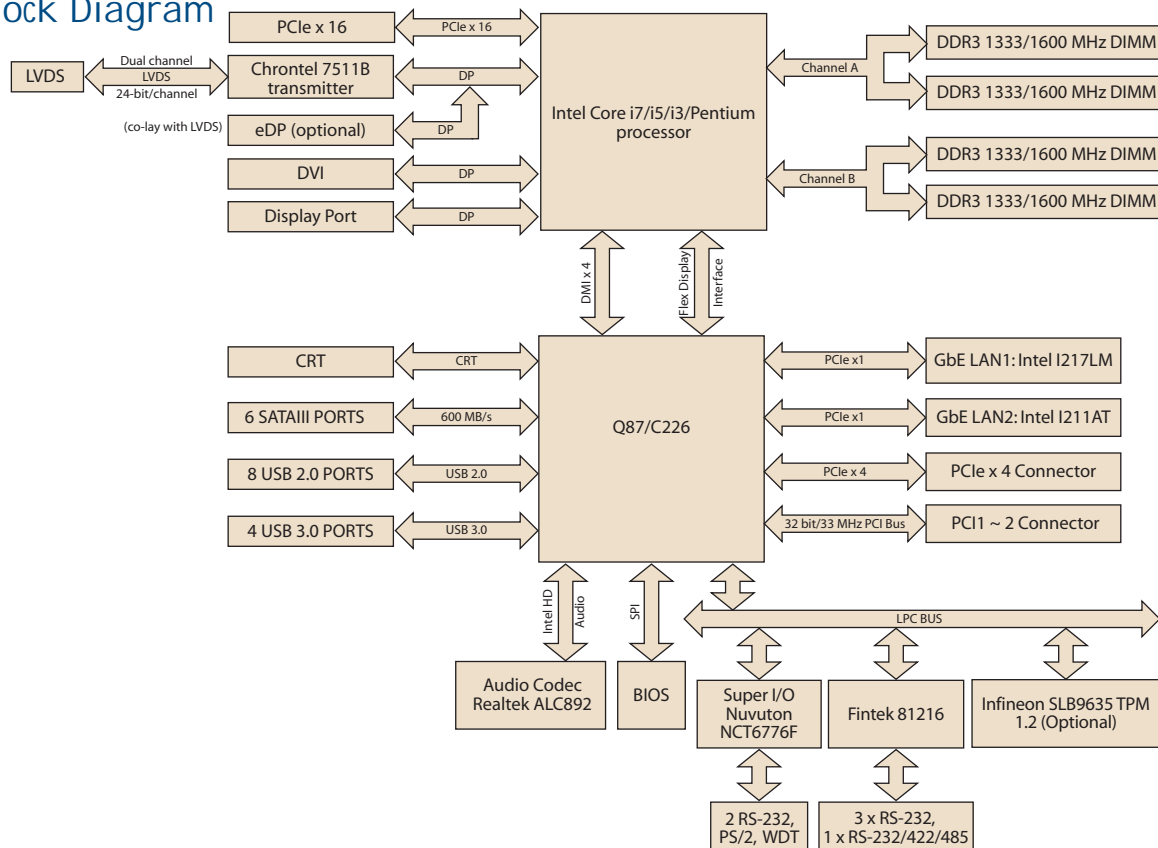 ock Diagram
PCIe x 16
PCIe x 16
Dual channel
LVDS
24-bit/channel
LVDS
Chrontel 7511B
transmitter
DP
(co-lay with LVDS)
eDP (optional)
DP
DVI
DP
Display Port
DP
Intel Core i7/i5/i3/Pentium
processor
Channel A
DDR3 1333/1600 MHz DIMM
DDR3 1333/1600 MHz DIMM
Channel B
DDR3 1333/1600 MHz DIMM
DDR3 1333/1600 MHz DIMM
DMI x 4
Flex Display
Interface
CRT
CRT
6 SATAIII PORTS
600 MB/s
8 USB 2.0 PORTS
USB 2.0
4 USB 3.0 PORTS
USB 3.0
Q87/C226
PCIe x1
GbE LAN1: Intel I217LM
PCIe x1
GbE LAN2: Intel I211AT
PCIe x 4
PCIe x 4 Connector
32 bit/33 MHz PCI Bus
PCI1 ~ 2 Connector
Intel HD
Audio
SPI
LPC BUS
Audio Codec
Realtek ALC892
BIOS
Super I/O
Nuvuton
NCT6776F
Fintek 81216
Infineon SLB9635 TPM
1.2 (Optional)
2 RS-232,
PS/2, WDT
3 x RS-232,
1 x RS-232/422/485